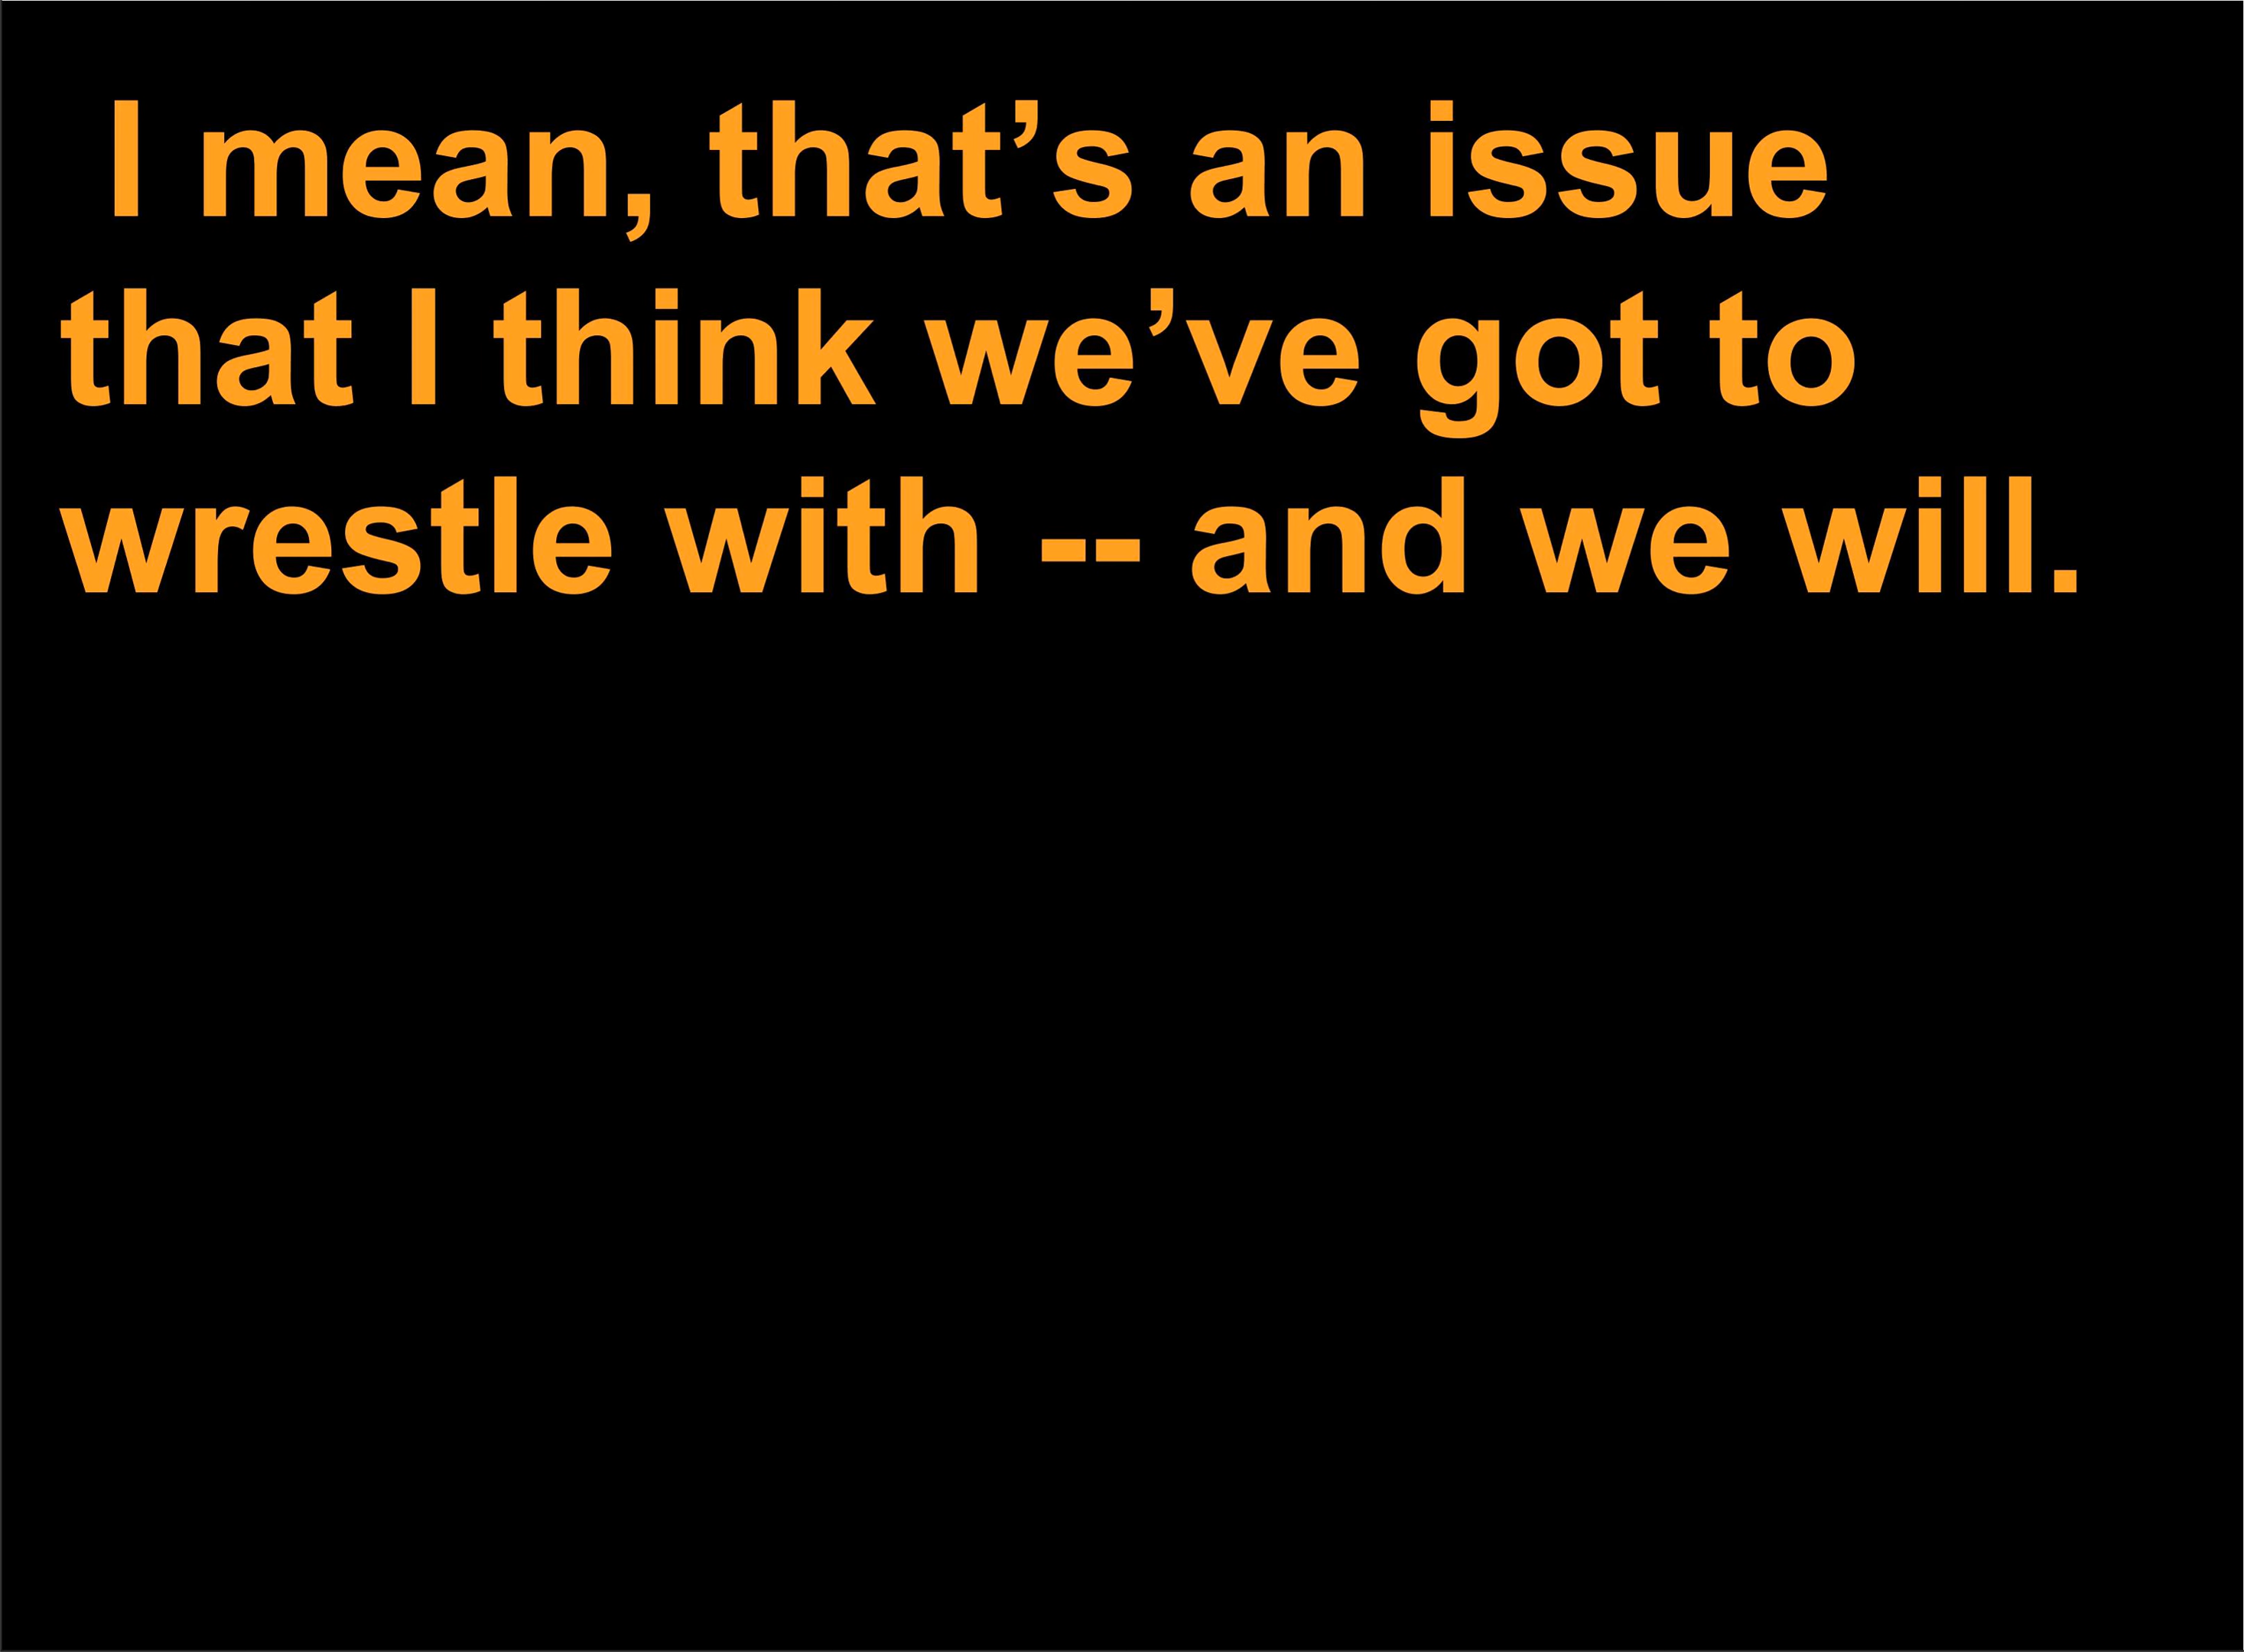 I mean, that’s an issue
that I think we’ve got to
wrestle with -- and we will.